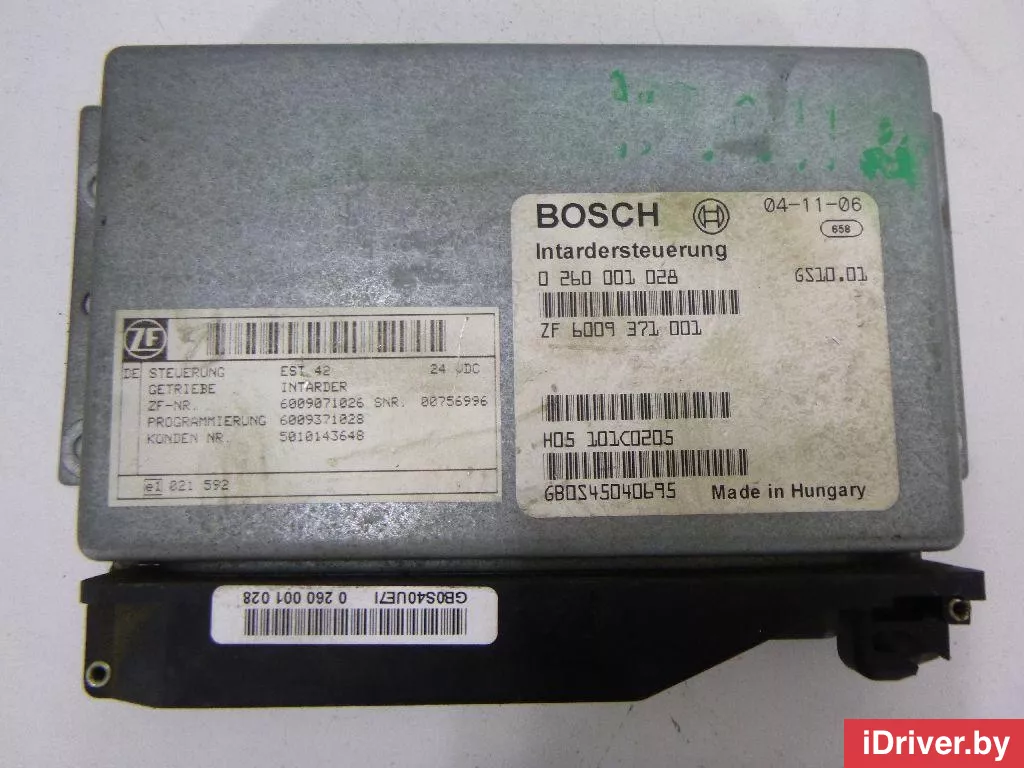 BOSCH 04-11-06
658
Intardersteuerung
0 260 001 028 GS10.01
ZF 6009 371 001
H05 101C0205
GB0S45040695 Made in Hungary
ZF
DE STEUERUNG EST 42 24 VDC
GETRIEBE INTARDER
ZF-NR. 6009071026 SNR. 00756996
PROGRAMMIERUNG 6009371028
KUNDEN NR. 5010143648
e1 021 592
GB0S40UE7I 0 260 001 028
iDriver.by